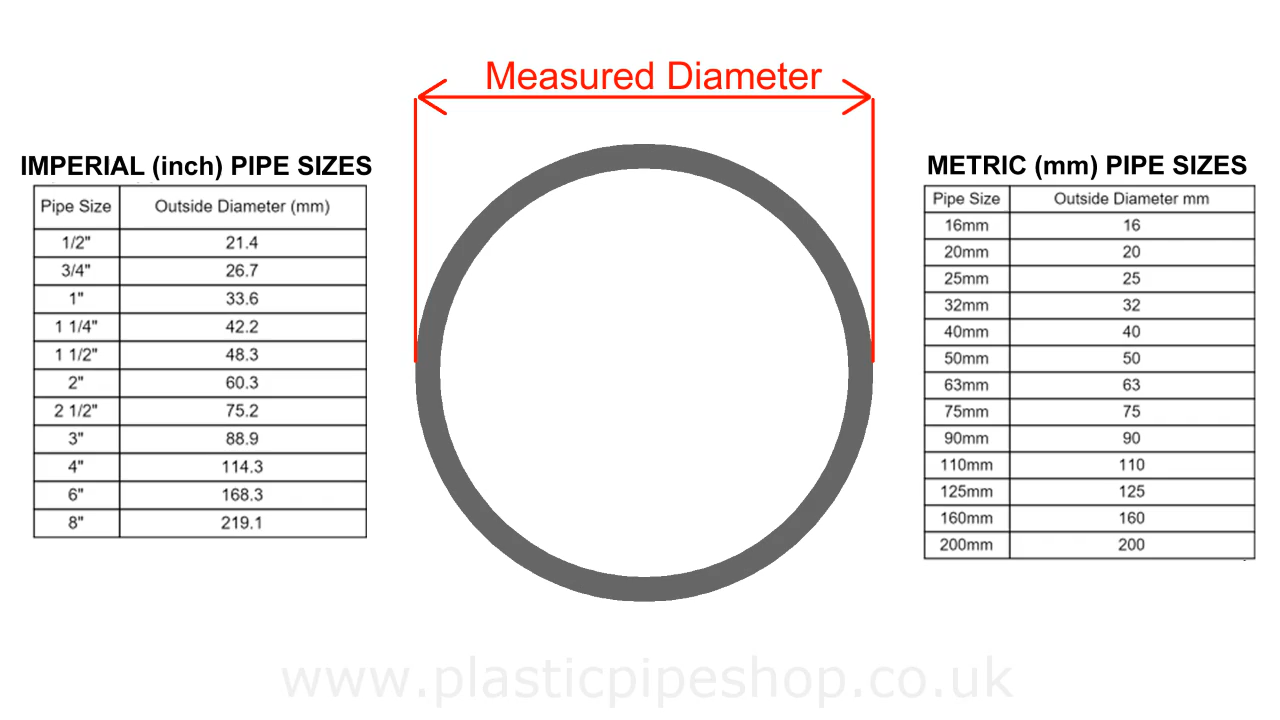 Measured Diameter
IMPERIAL (inch) PIPE SIZES
Pipe Size Outside Diameter (mm)
1/2" 21.4
3/4" 26.7
1" 33.6
1 1/4" 42.2
1 1/2" 48.3
2" 60.3
2 1/2" 75.2
3" 88.9
4" 114.3
6" 168.3
8" 219.1
METRIC (mm) PIPE SIZES
Pipe Size Outside Diameter mm
16mm 16
20mm 20
25mm 25
32mm 32
40mm 40
50mm 50
63mm 63
75mm 75
90mm 90
110mm 110
125mm 125
160mm 160
200mm 200
www.plasticpipeshop.co.uk